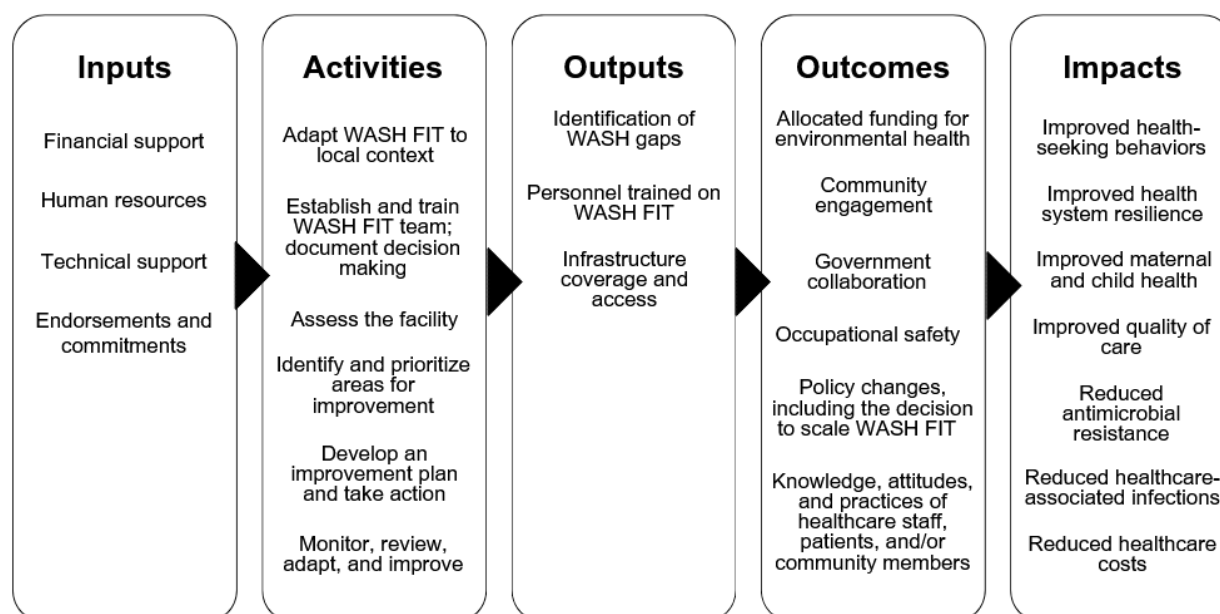 Inputs
Financial support
Human resources
Technical support
Endorsements and
commitments
Activities
Adapt WASH FIT to
local context
Establish and train
WASH FIT team;
document decision
making
Assess the facility
Identify and prioritize
areas for
improvement
Develop an
improvement plan
and take action
Monitor, review,
adapt, and improve
Outputs
Identification of
WASH gaps
Personnel trained on
WASH FIT
Infrastructure
coverage and
access
Outcomes
Allocated funding for
environmental health
Community
engagement
Government
collaboration
Occupational safety
Policy changes,
including the decision
to scale WASH FIT
Knowledge, attitudes,
and practices of
healthcare staff,
patients, and/or
community members
Impacts
Improved health-
seeking behaviors
Improved health
system resilience
Improved maternal
and child health
Improved quality of
care
Reduced
antimicrobial
resistance
Reduced healthcare-
associated infections
Reduced healthcare
costs